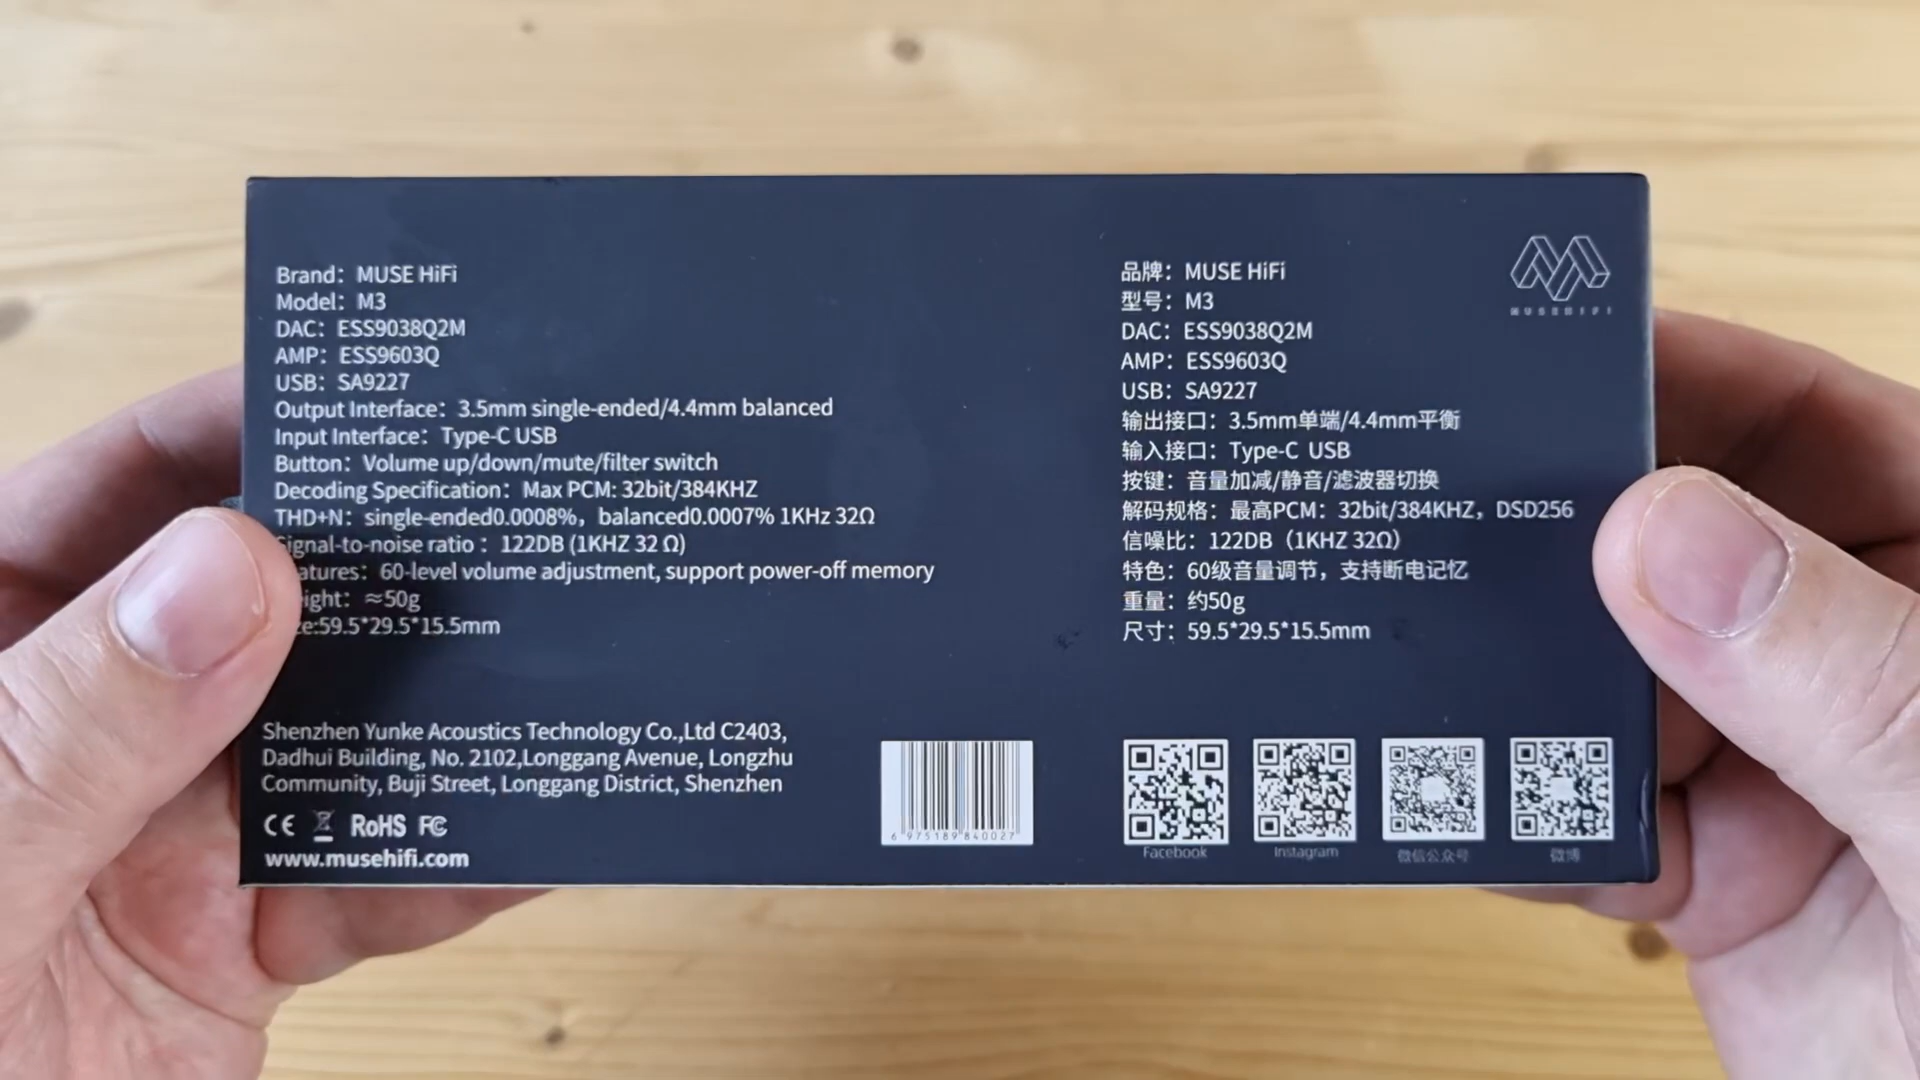 Brand：MUSE HiFi
Model：M3
DAC：ESS9038Q2M
AMP：ESS9603Q
USB：SA9227
Output Interface：3.5mm single-ended/4.4mm balanced
Input Interface：Type-C USB
Button：Volume up/down/mute/filter switch
Decoding Specification：Max PCM: 32bit/384KHZ
THD+N：single-ended0.0008%，balanced0.0007% 1KHz 32Ω
Signal-to-noise ratio：122DB (1KHZ 32 Ω)
atures：60-level volume adjustment, support power-off memory
ight：≈50g
ze:59.5*29.5*15.5mm
Shenzhen Yunke Acoustics Technology Co.,Ltd C2403,
Dadhui Building, No. 2102,Longgang Avenue, Longzhu
Community, Buji Street, Longgang District, Shenzhen
CE RoHS FC
www.musehifi.com
6 975189 840027
品牌：MUSE HiFi
型号：M3
DAC：ESS9038Q2M
AMP：ESS9603Q
USB：SA9227
输出接口：3.5mm单端/4.4mm平衡
输入接口：Type-C USB
按键：音量加减/静音/滤波器切换
解码规格：最高PCM：32bit/384KHZ，DSD256
信噪比：122DB（1KHZ 32Ω）
特色：60级音量调节，支持断电记忆
重量：约50g
尺寸：59.5*29.5*15.5mm
MUSEHIFI
Facebook
Instagram
微信公众号
微博